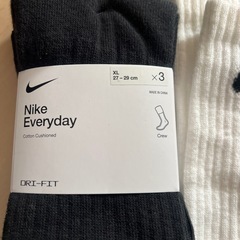 XL
27 – 29 cm
×3
Nike
Everyday
Cotton Cushioned
Crew
DRI-FIT